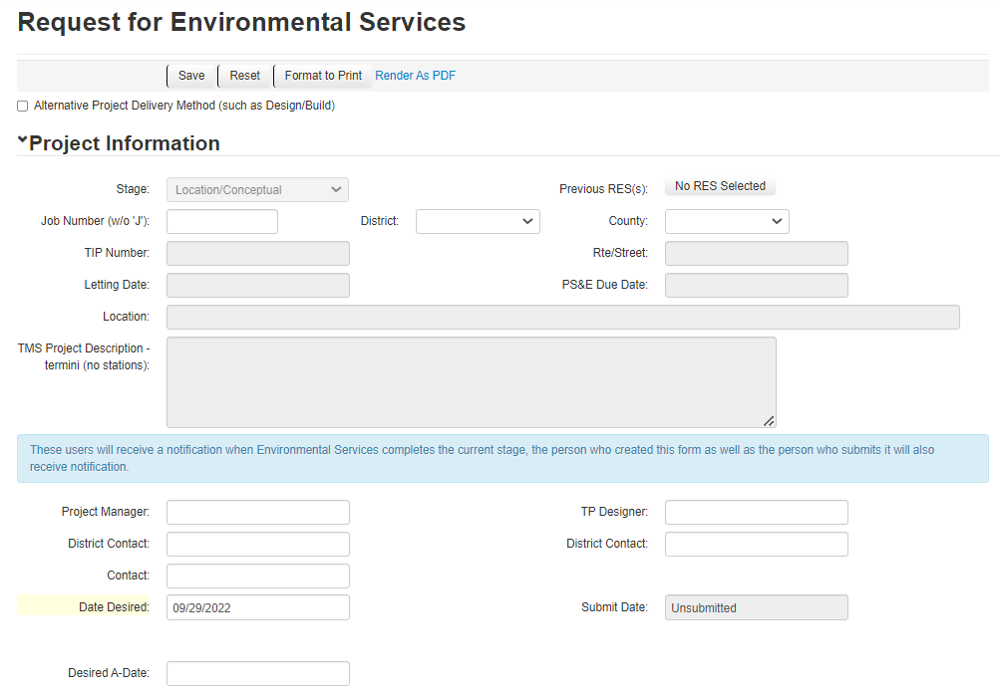 Request for Environmental Services
Save Reset Format to Print Render As PDF
Alternative Project Delivery Method (such as Design/Build)
Project Information
Stage: Location/Conceptual Previous RES(s): No RES Selected
Job Number (w/o 'J'): District: County:
TIP Number: Rte/Street:
Letting Date: PS&E Due Date:
Location:
TMS Project Description -
termini (no stations):
These users will receive a notification when Environmental Services completes the current stage, the person who created this form as well as the person who submits it will also
receive notification.
Project Manager: TP Designer:
District Contact: District Contact:
Contact:
Date Desired: 09/29/2022 Submit Date: Unsubmitted
Desired A-Date: